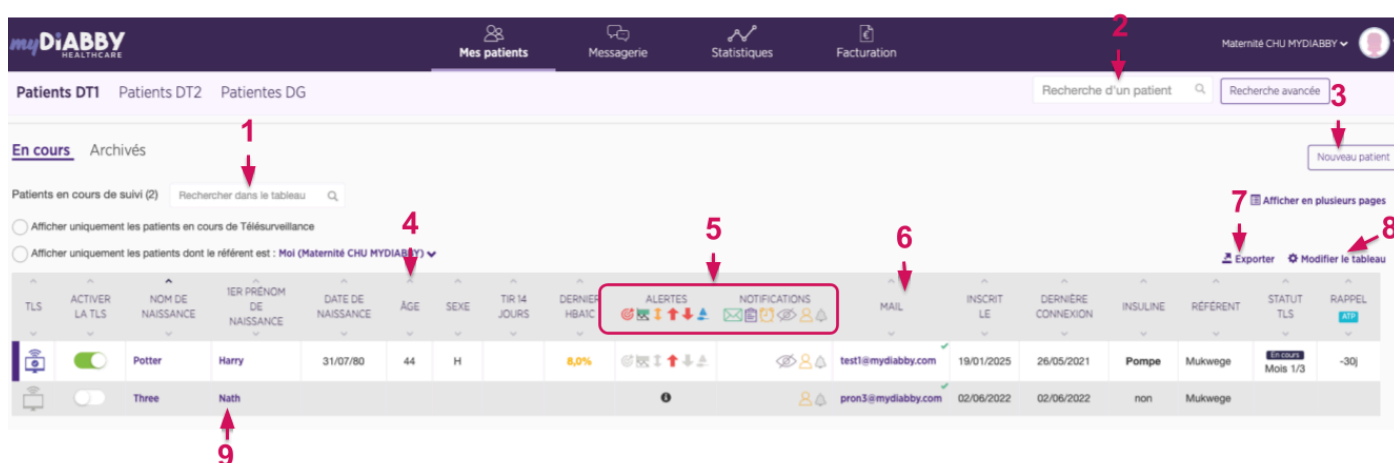 myDiABBY
HEALTHCARE
Mes patients
Messagerie
Statistiques
Facturation
Maternité CHU MYDIABBY
2
Patients DT1 Patients DT2 Patientes DG
Recherche d'un patient
Recherche avancée
3
1
En cours Archivés
Nouveau patient
Patients en cours de suivi (2) Rechercher dans le tableau
7 Afficher en plusieurs pages
Afficher uniquement les patients en cours de Télésurveillance
4
5
6
8
Afficher uniquement les patients dont le référent est : Moi (Maternité CHU MYDIABBY)
Exporter Modifier le tableau
TLS
ACTIVER
LA TLS
NOM DE
NAISSANCE
1ER PRÉNOM
DE
NAISSANCE
DATE DE
NAISSANCE
ÂGE
SEXE
TIR 14
JOURS
DERNIER
HBA1C
ALERTES
NOTIFICATIONS
MAIL
INSCRIT
LE
DERNIÈRE
CONNEXION
INSULINE
RÉFÉRENT
STATUT
TLS
RAPPEL
ATP
Potter Harry 31/07/80 44 H 8,0% test1@mydiabby.com 19/01/2025 26/05/2021 Pompe Mukwege En cours Mois 1/3 -30j
Three Nath pron3@mydiabby.com 02/06/2022 02/06/2022 non Mukwege
9